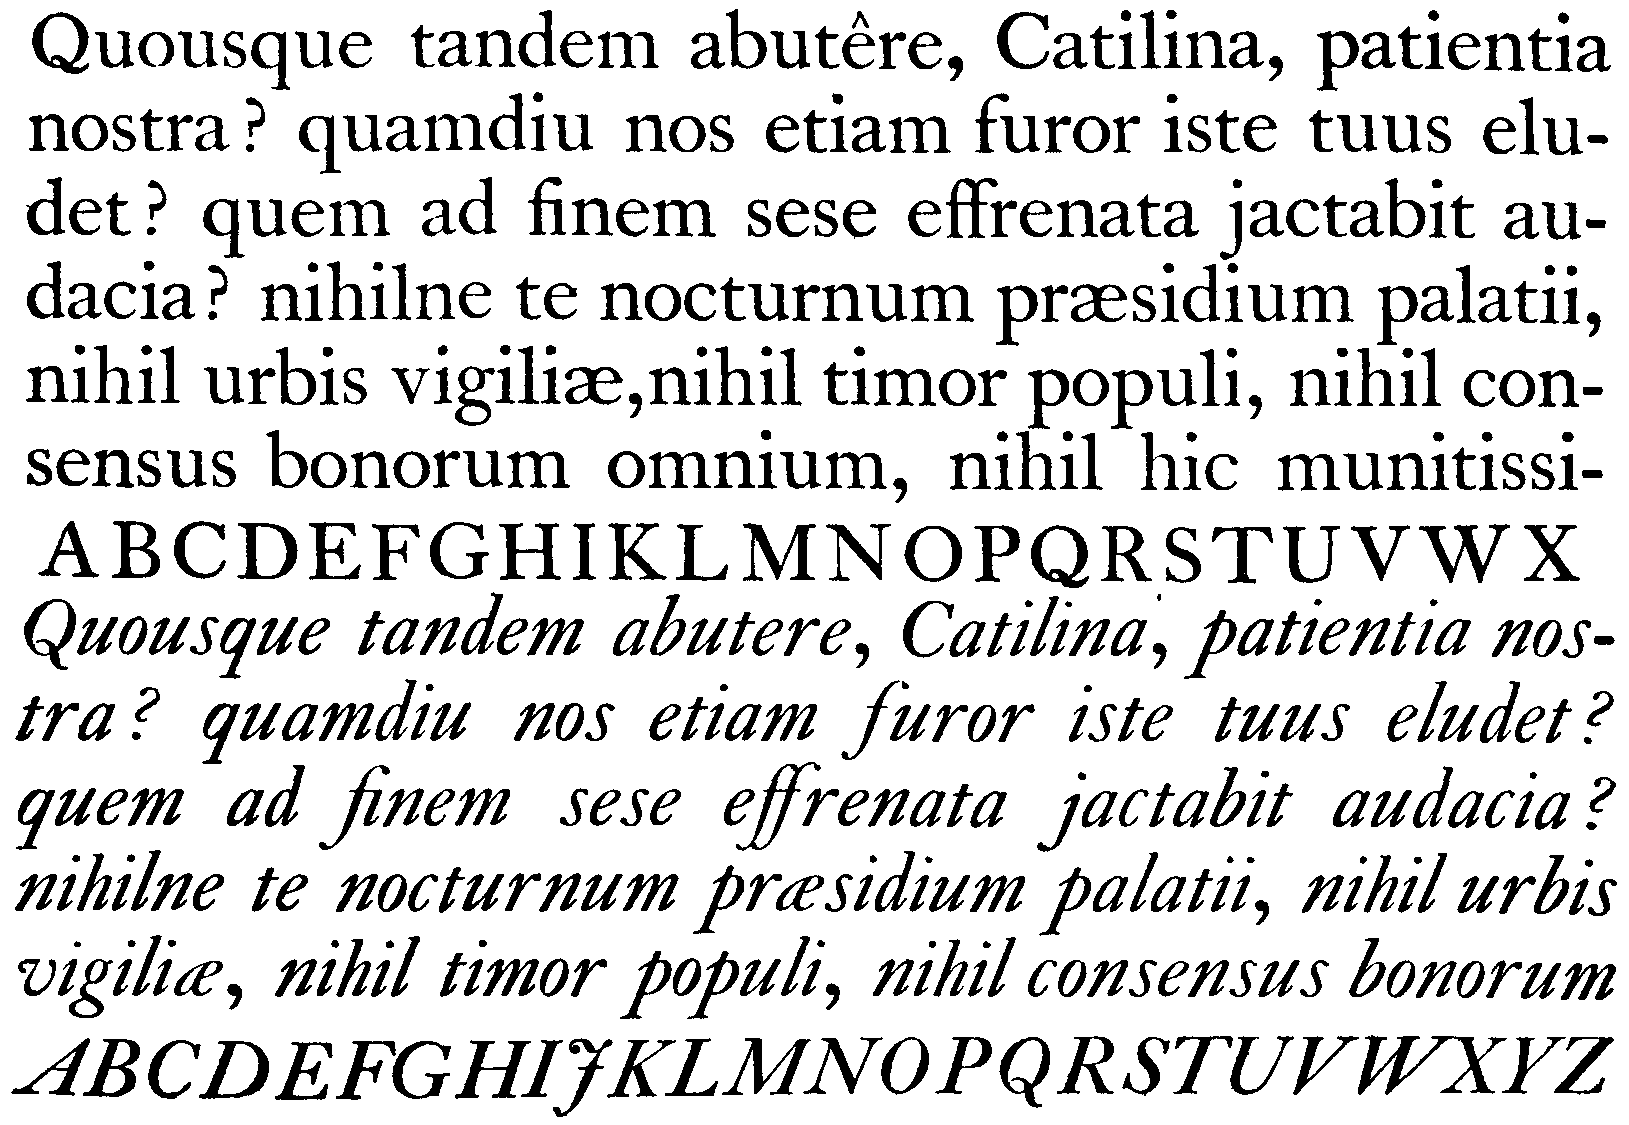 Quousque tandem abutêre, Catilina, patientia
nostra? quamdiu nos etiam furor iste tuus elu-
det? quem ad finem sese effrenata jactabit au-
dacia? nihilne te nocturnum præsidium palatii,
nihil urbis vigiliæ,nihil timor populi, nihil con-
sensus bonorum omnium, nihil hic munitissi-
ABCDEFGHIKLMNOPQRSTUVWX
Quousque tandem abutere, Catilina, patientia nos-
tra? quamdiu nos etiam furor iste tuus eludet?
quem ad finem sese effrenata jactabit audacia?
nihilne te nocturnum præsidium palatii, nihil urbis
vigiliæ, nihil timor populi, nihil consensus bonorum
ABCDEFGHIJKLMNOPQRSTUVWXYZ